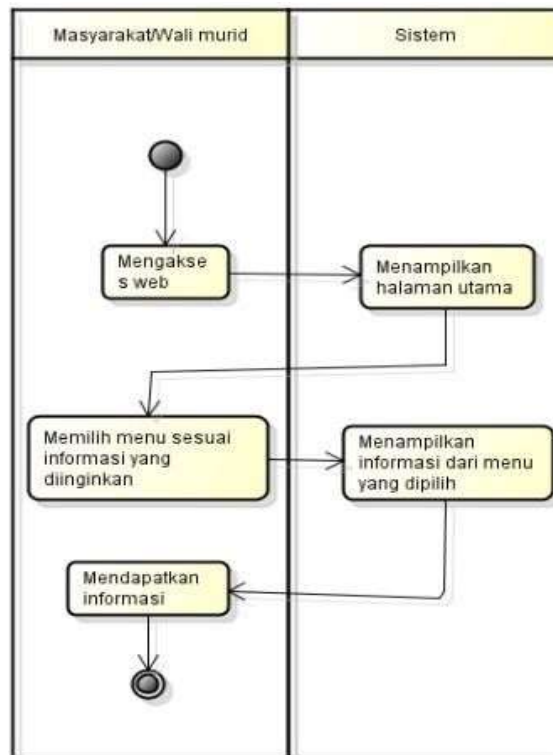 Masyarakat/Wali murid
Sistem
Mengakse
s web
Menampilkan
halaman utama
Memilih menu sesuai
informasi yang
diinginkan
Menampilkan
informasi dari menu
yang dipilih
Mendapatkan
informasi